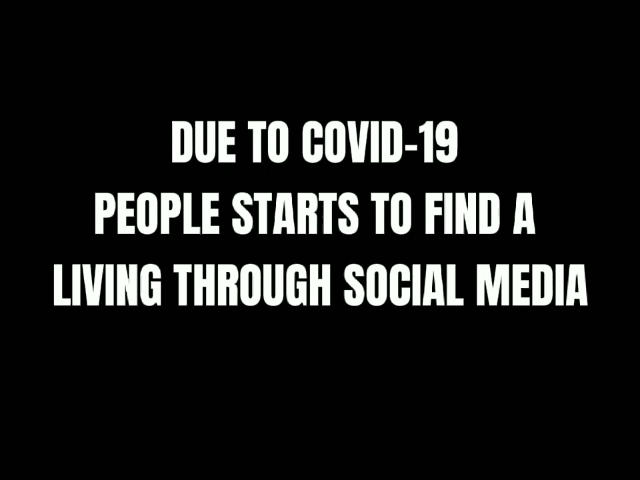 DUE TO COVID-19
PEOPLE STARTS TO FIND A
LIVING THROUGH SOCIAL MEDIA